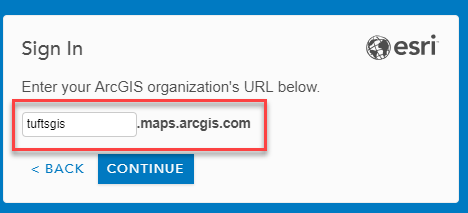 Sign In
esri
Enter your ArcGIS organization's URL below.
tuftsgis .maps.arcgis.com
< BACK CONTINUE